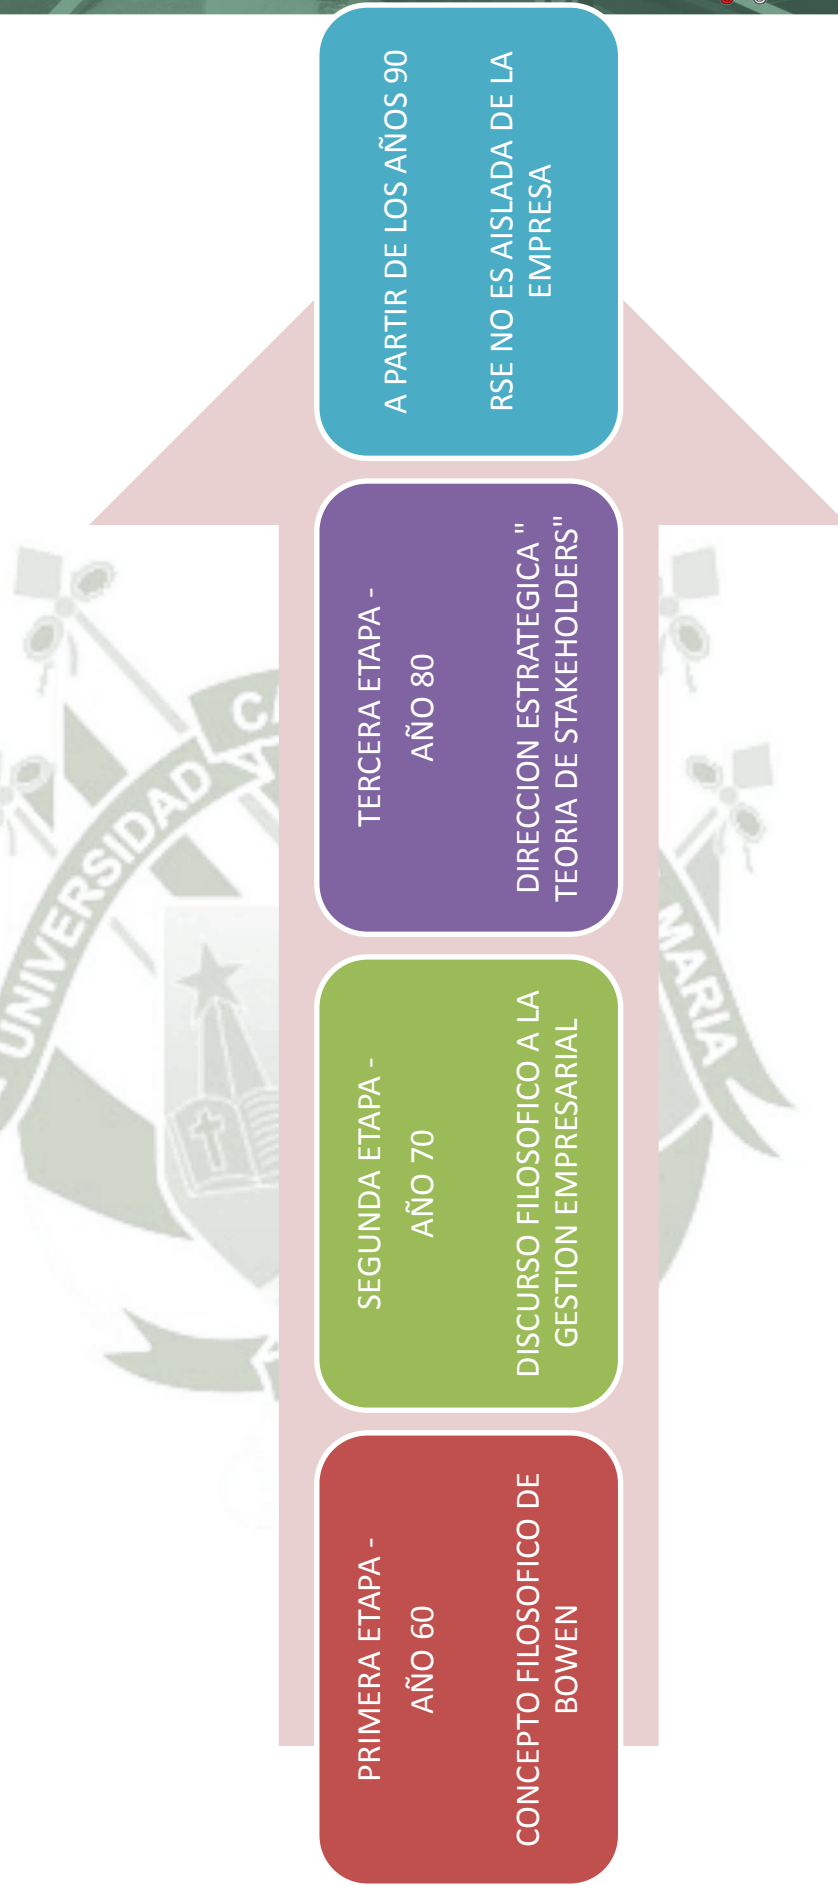 PRIMERA ETAPA -
AÑO 60
CONCEPTO FILOSOFICO DE
BOWEN
SEGUNDA ETAPA -
AÑO 70
DISCURSO FILOSOFICO A LA
GESTION EMPRESARIAL
TERCERA ETAPA -
AÑO 80
DIRECCION ESTRATEGICA "
TEORIA DE STAKEHOLDERS"
A PARTIR DE LOS AÑOS 90
RSE NO ES AISLADA DE LA
EMPRESA
UNIVERSIDAD
MARIA